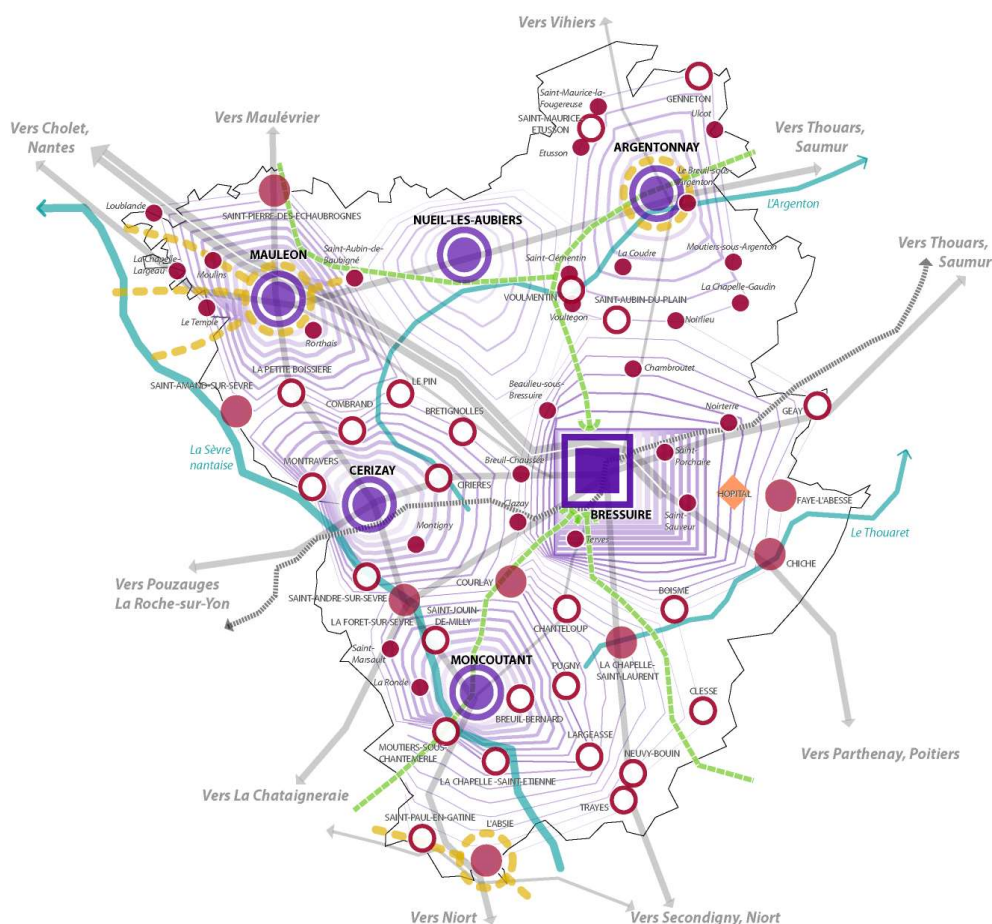 Vers Vihiers
Saint-Maurice-la-
Fougereuse
GENNETON
Ulcot
SAINT-MAURICE-
ETUSSON
Etusson
Vers Maulévrier
Vers Cholet,
Nantes
Vers Thouars,
Saumur
ARGENTONNAY
Le Breuil-sous-
Argenton
L'Argenton
Loublande
SAINT-PIERRE-DES-ECHAUBROGNES
NUEIL-LES-AUBIERS
Vers Thouars,
Saumur
MAULEON
Saint-Aubin-de-
Baubigné
La Chapelle-
Largeau
Moulins
Saint-Clémentin
La Coudre
Moutiers-sous-Argenton
VOULMENTIN
SAINT-AUBIN-DU-PLAIN
La Chapelle-Gaudin
Le Temple
Voultegon
Noirlieu
Rorthais
LA PETITE BOISSIERE
Chambroutet
SAINT-AMAND-SUR-SÈVRE
LE PIN
Beaulieu-sous-
Bressuire
COMBRAND
BRETIGNOLLES
Noirterre
GEAY
La Sèvre
nantaise
MONTRAVERS
CERIZAY
Breuil-Chaussée
Saint-
Porchaire
CIRIERES
HOPITAL
FAYE-L'ABESSE
Clazay
BRESSUIRE
Saint-
Sauveur
Montigny
Terves
Le Thouaret
CHICHE
Vers Pouzauges
La Roche-sur-Yon
SAINT-ANDRE-SUR-SEVRE
COURLAY
BOISME
LA FORET-SUR-SEVRE
SAINT-JOUIN-
DE-MILLY
CHANTELOUP
Saint-
Marsault
MONCOUTANT
PUGNY
LA CHAPELLE-
SAINT-LAURENT
La Ronde
CLESSE
BREUIL-BERNARD
LARGEASSE
NEUVY-BOUIN
MOUTIERS-SOUS-
CHANTEMERLE
Vers Parthenay, Poitiers
LA CHAPELLE -SAINT-ETIENNE
Vers La Chataigneraie
TRAYES
SAINT-PAUL-EN-GATINE
L'ABSIE
Vers Niort
Vers Secondigny, Niort